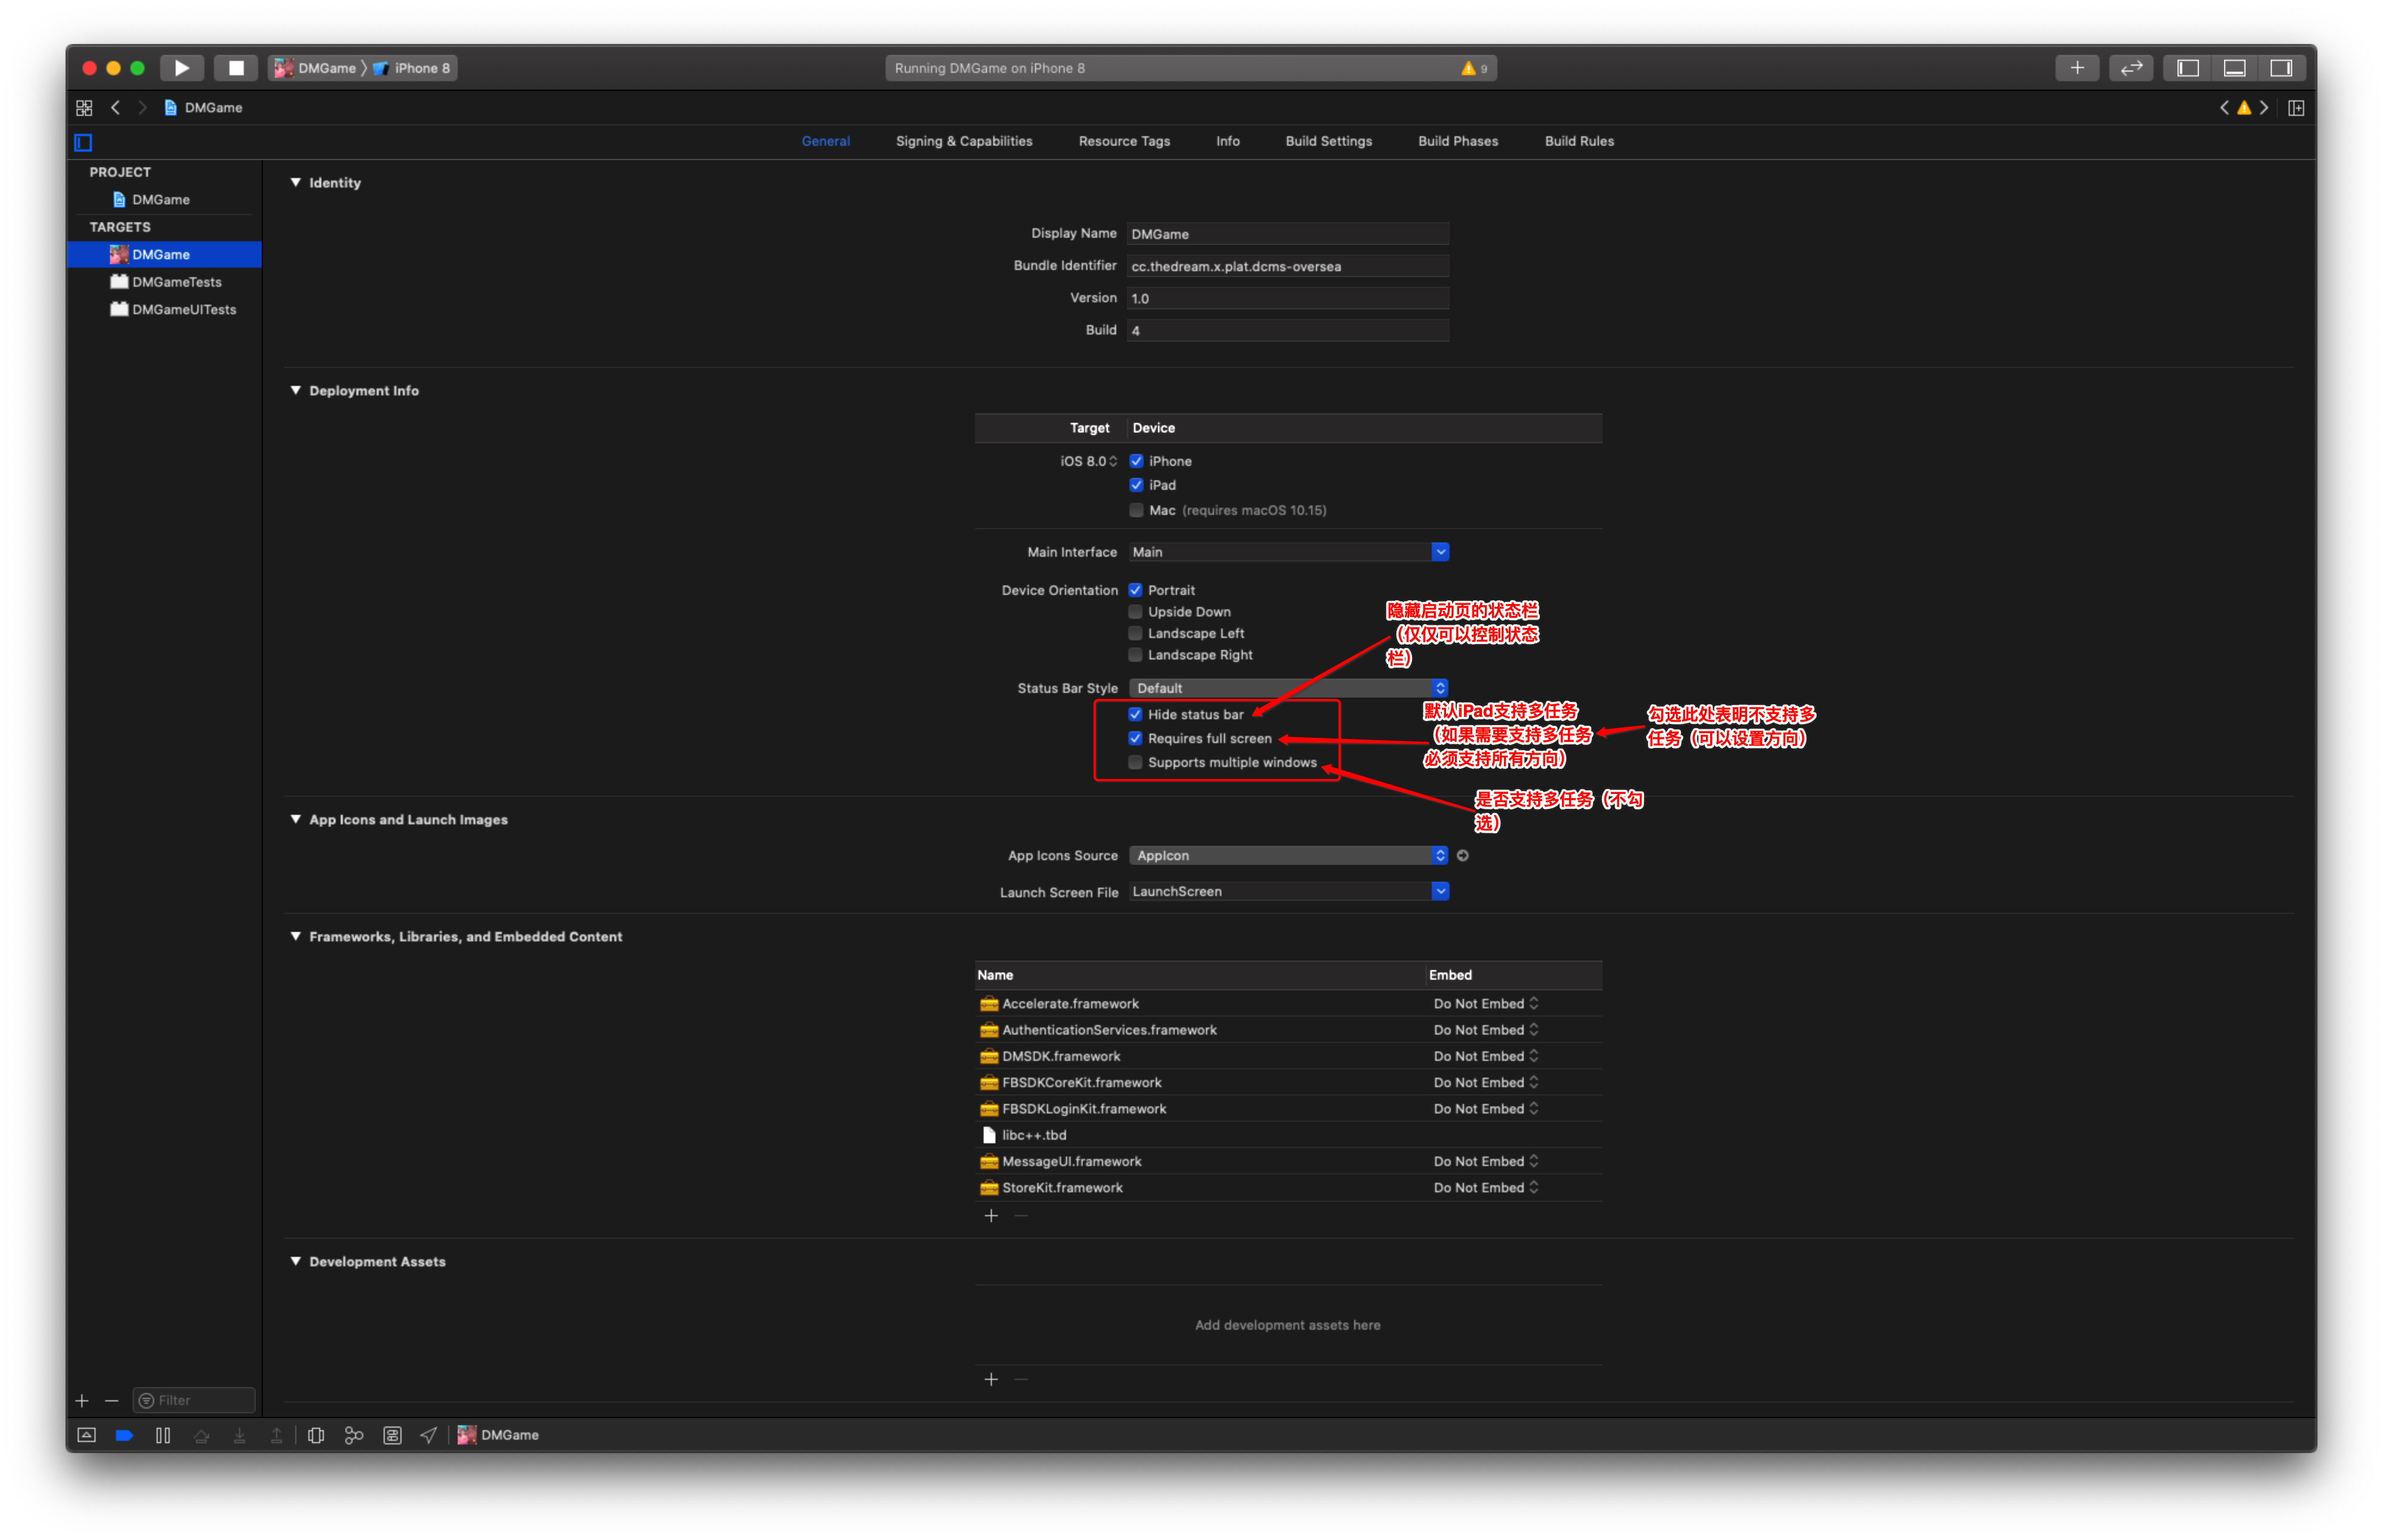 DMGame 〉 iPhone 8
Running DMGame on iPhone 8
9
DMGame
General Signing & Capabilities Resource Tags Info Build Settings Build Phases Build Rules
PROJECT
DMGame
TARGETS
DMGame
DMGameTests
DMGameUITests
Identity
Display Name DMGame
Bundle Identifier cc.thedream.x.plat.dcms-oversea
Version 1.0
Build 4
Deployment Info
Target Device
iOS 8.0 iPhone
iPad
Mac (requires macOS 10.15)
Main Interface Main
Device Orientation Portrait
Upside Down
Landscape Left
Landscape Right
隐藏启动页的状态栏
（仅仅可以控制状态
栏）
Status Bar Style Default
Hide status bar
Requires full screen
Supports multiple windows
默认iPad支持多任务
（如果需要支持多任务
必须支持所有方向）
勾选此处表明不支持多
任务（可以设置方向）
是否支持多任务（不勾
选）
App Icons and Launch Images
App Icons Source AppIcon
Launch Screen File LaunchScreen
Frameworks, Libraries, and Embedded Content
Name Embed
Accelerate.framework Do Not Embed
AuthenticationServices.framework Do Not Embed
DMSDK.framework Do Not Embed
FBSDKCoreKit.framework Do Not Embed
FBSDKLoginKit.framework Do Not Embed
libc++.tbd
MessageUI.framework Do Not Embed
StoreKit.framework Do Not Embed
Development Assets
Add development assets here
Filter
DMGame